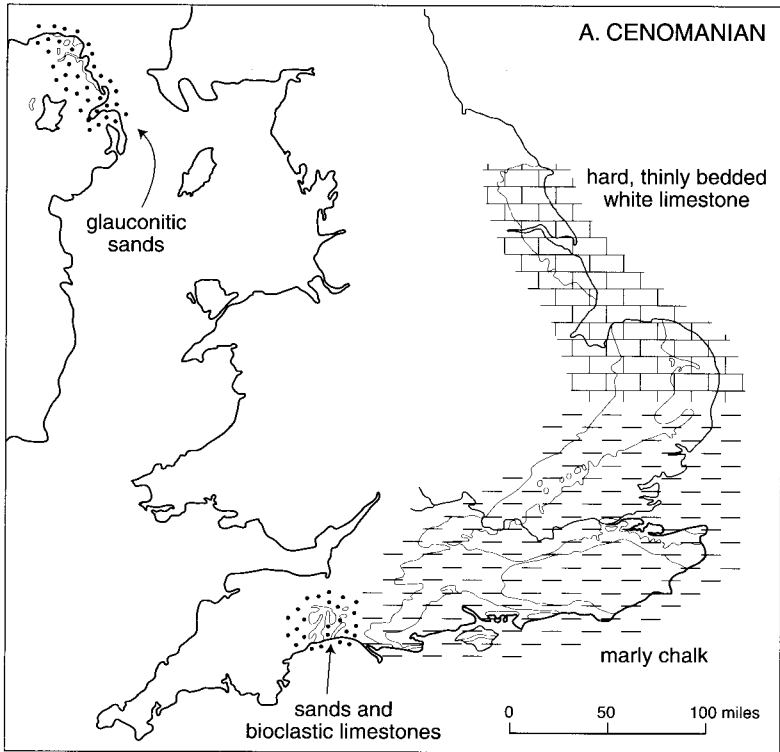 A. CENOMANIAN
hard, thinly bedded
white limestone
glauconitic
sands
marly chalk
sands and
bioclastic limestones
0 50 100 miles